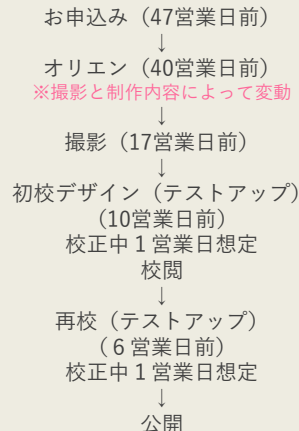 お申込み（47営業日前）
↓
オリエン（40営業日前）
※撮影と制作内容によって変動
↓
撮影（17営業日前）
↓
初校デザイン（テストアップ）
（10営業日前）
校正中１営業日想定
校閲
↓
再校（テストアップ）
（６営業日前）
校正中１営業日想定
↓
公開